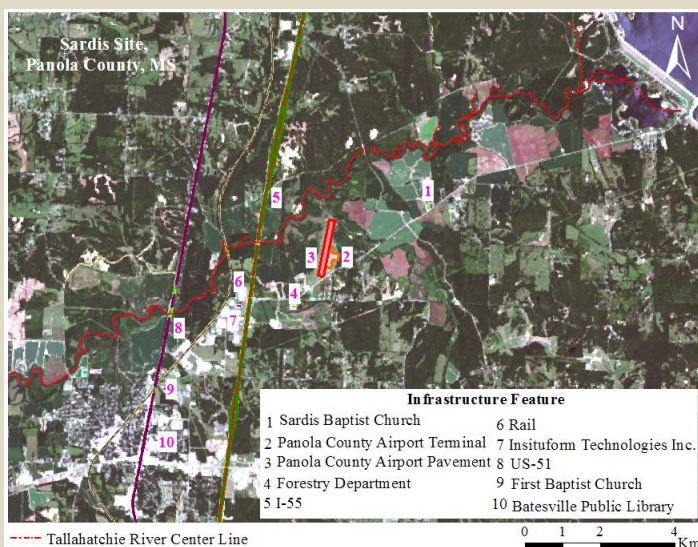 Sardis Site,
Panola County, MS
N
1
5
3
2
6
4
7
8
9
10
Infrastructure Feature
1 Sardis Baptist Church
2 Panola County Airport Terminal
3 Panola County Airport Pavement
4 Forestry Department
5 I-55
6 Rail
7 Insituform Technologies Inc.
8 US-51
9 First Baptist Church
10 Batesville Public Library
Tallahatchie River Center Line
0 1 2 4
Km